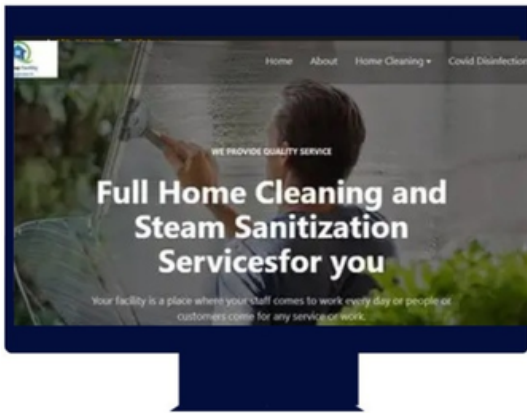 Home About Home Cleaning ▾ Covid Disinfection
WE PROVIDE QUALITY SERVICE
Full Home Cleaning and
Steam Sanitization
Servicesfor you
Your facility is a place where your staff comes to work every day or people or
customers come for any service or work.